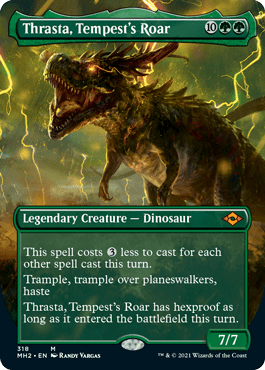 Thrasta, Tempest's Roar 10
Legendary Creature — Dinosaur
This spell costs 3 less to cast for each
other spell cast this turn.
Trample, trample over planeswalkers,
haste
Thrasta, Tempest's Roar has hexproof as
long as it entered the battlefield this turn.
7/7
318 M
MH2 • EN RANDY VARGAS
™ & © 2021 Wizards of the Coast